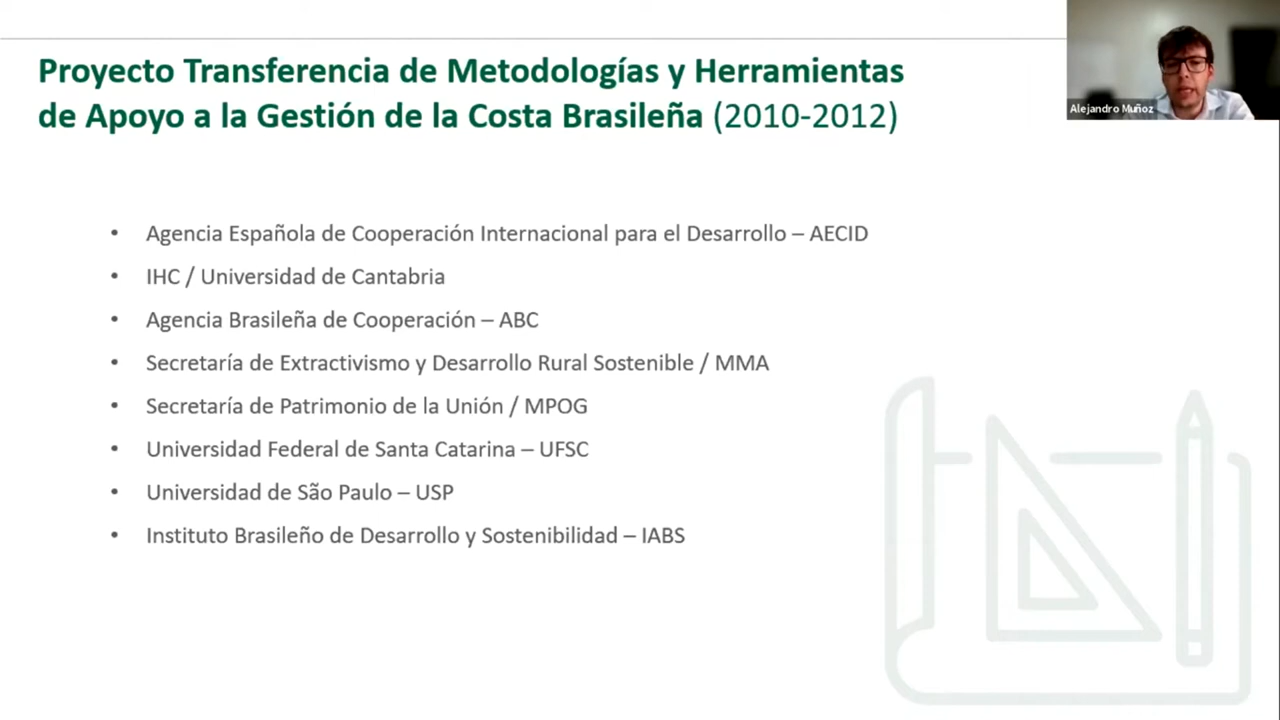 Proyecto Transferencia de Metodologías y Herramientas
de Apoyo a la Gestión de la Costa Brasileña (2010-2012)
Alejandro Muñoz
• Agencia Española de Cooperación Internacional para el Desarrollo – AECID
• IHC / Universidad de Cantabria
• Agencia Brasileña de Cooperación – ABC
• Secretaría de Extractivismo y Desarrollo Rural Sostenible / MMA
• Secretaría de Patrimonio de la Unión / MPOG
• Universidad Federal de Santa Catarina – UFSC
• Universidad de São Paulo – USP
• Instituto Brasileño de Desarrollo y Sostenibilidad – IABS